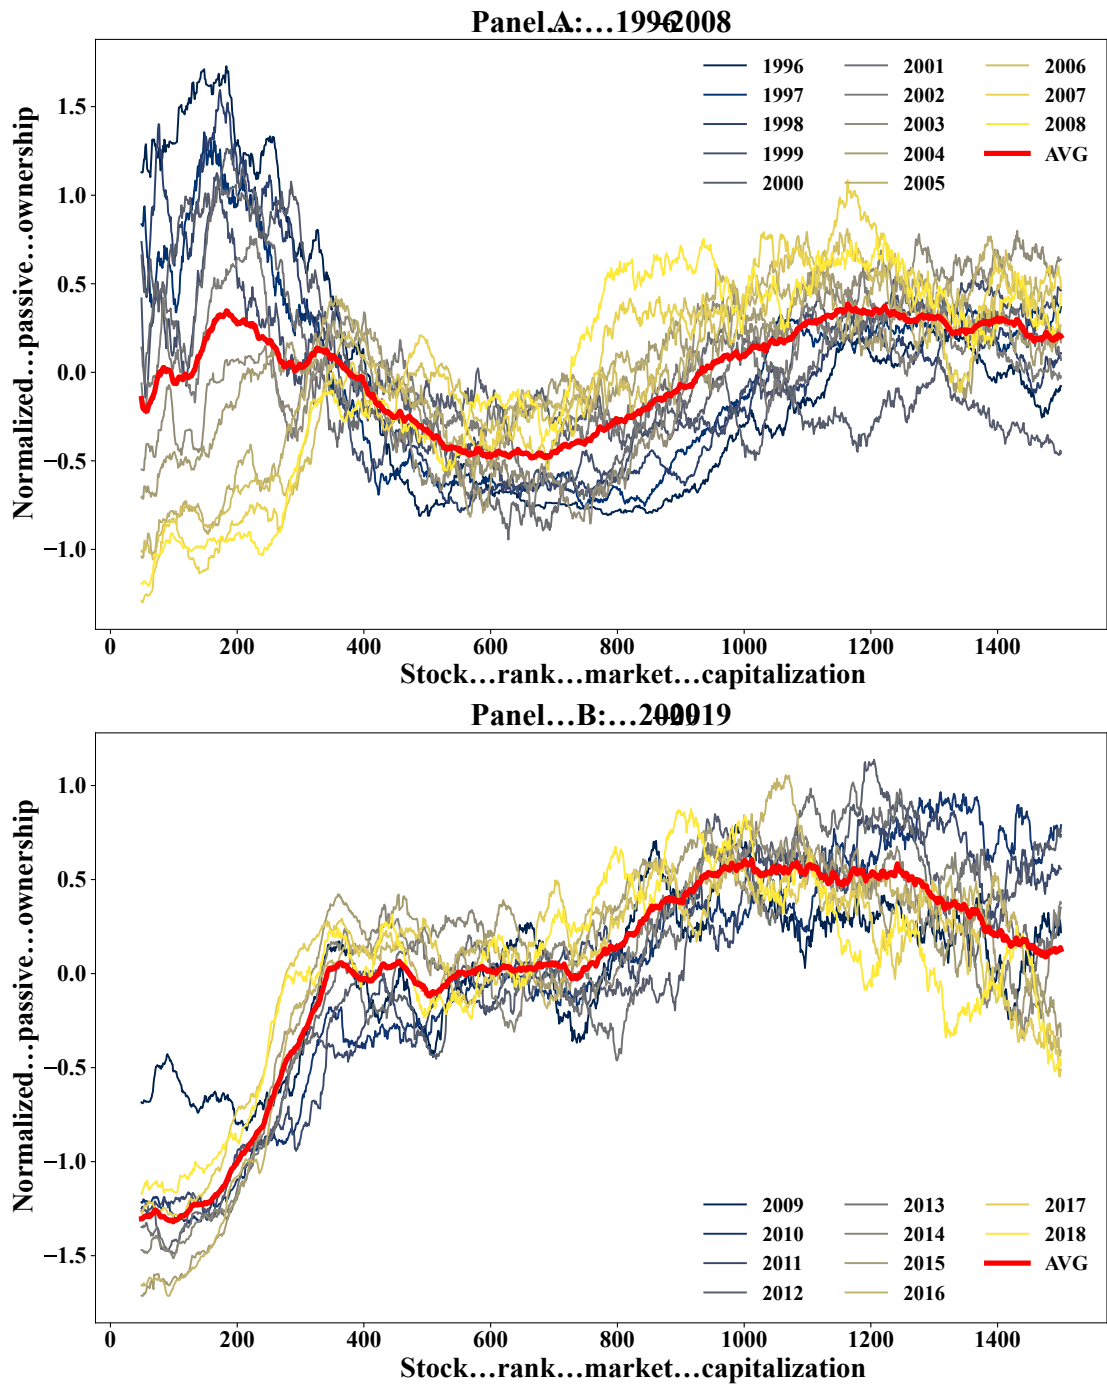 Panel...A:...1996–2008
1996 2001 2006
1997 2002 2007
1998 2003 2008
1999 2004 AVG
2000 2005
Normalized...passive...ownership
1.5
1.0
0.5
0.0
−0.5
−1.0
0 200 400 600 800 1000 1200 1400
Stock...rank...market...capitalization
Panel...B:...2009–2019
Normalized...passive...ownership
1.0
0.5
0.0
−0.5
−1.0
−1.5
2009 2013 2017
2010 2014 2018
2011 2015 AVG
2012 2016
0 200 400 600 800 1000 1200 1400
Stock...rank...market...capitalization